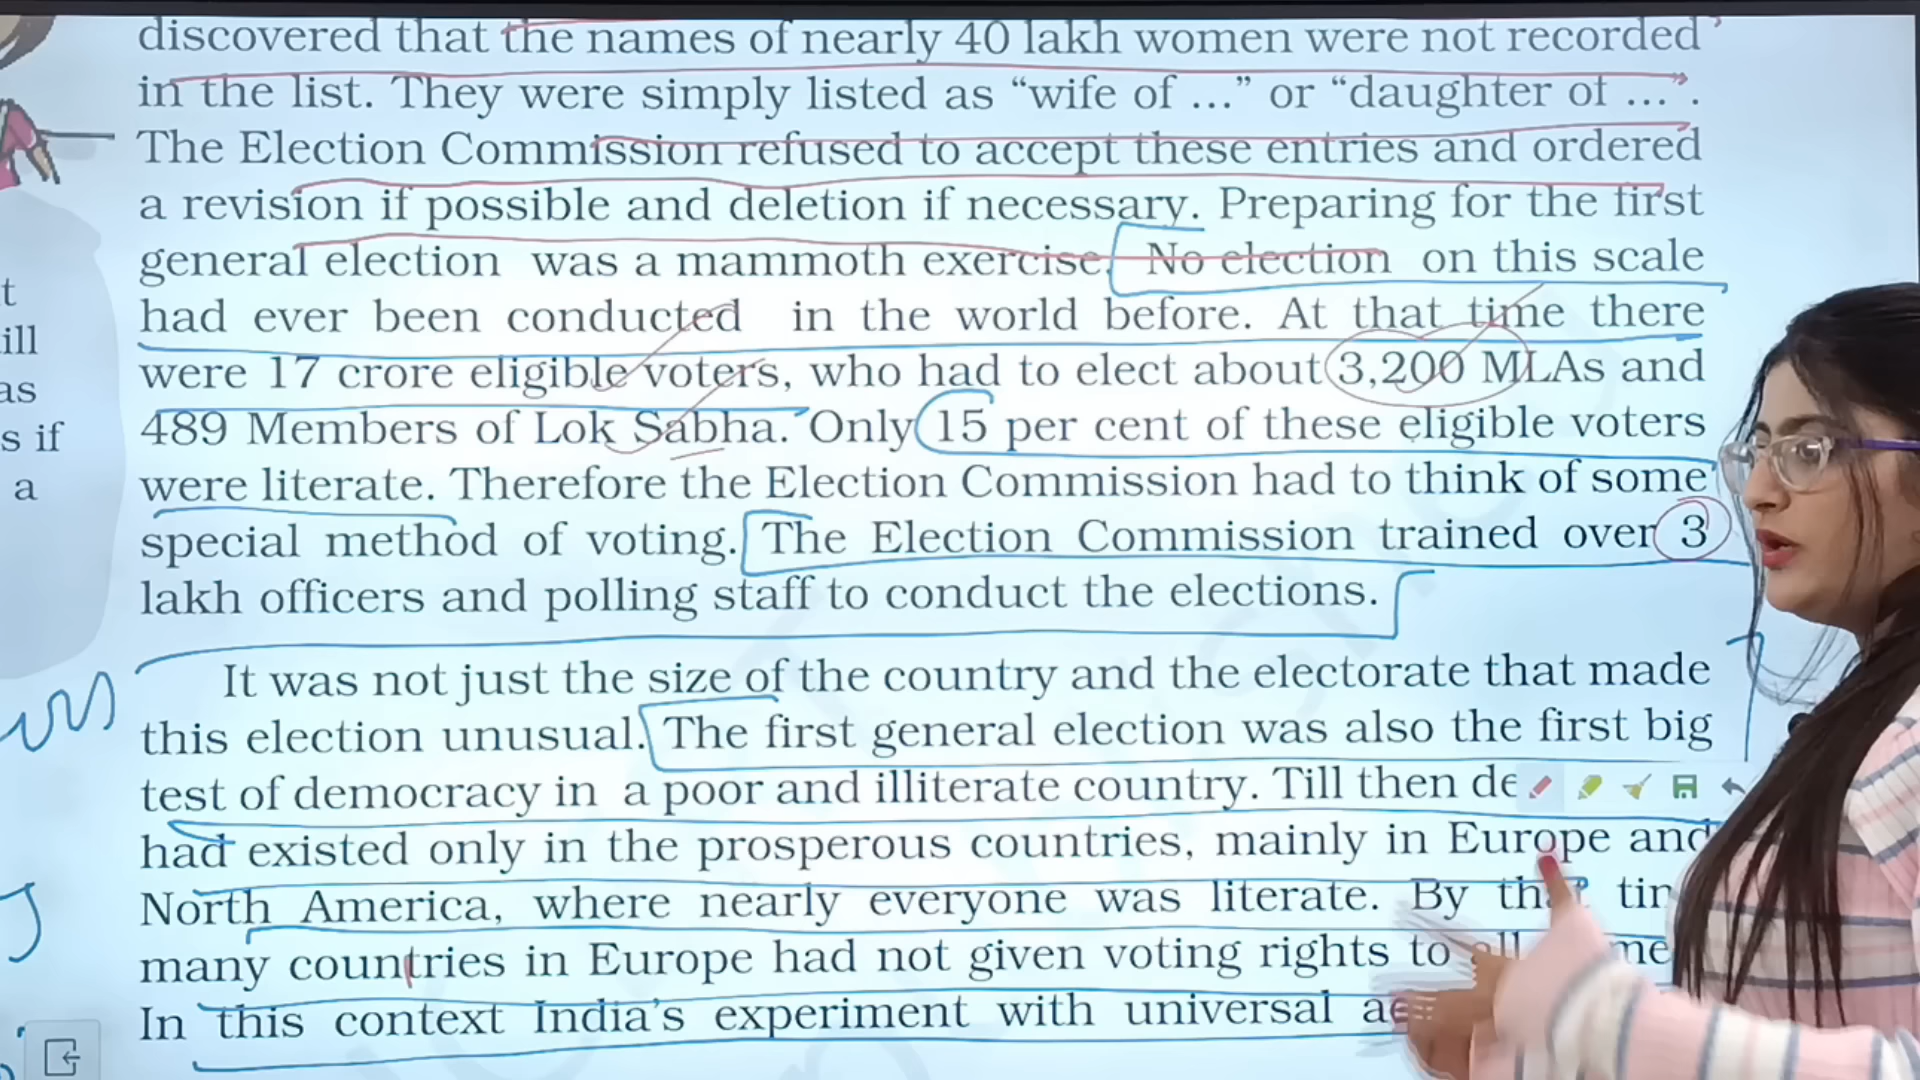 discovered that the names of nearly 40 lakh women were not recorded
in the list. They were simply listed as “wife of ...” or “daughter of ...”.
The Election Commission refused to accept these entries and ordered
a revision if possible and deletion if necessary. Preparing for the first
general election was a mammoth exercise. No election on this scale
t
had ever been conducted in the world before. At that time there
ill
were 17 crore eligible voters, who had to elect about 3,200 MLAs and
as
489 Members of Lok Sabha. Only 15 per cent of these eligible voters
s if
were literate. Therefore the Election Commission had to think of some
a
special method of voting. The Election Commission trained over 3
lakh officers and polling staff to conduct the elections.
It was not just the size of the country and the electorate that made
this election unusual. The first general election was also the first big
test of democracy in a poor and illiterate country. Till then de
had existed only in the prosperous countries, mainly in Europe and
North America, where nearly everyone was literate. By that
many countries in Europe had not given voting rights to
In this context India’s experiment with universal